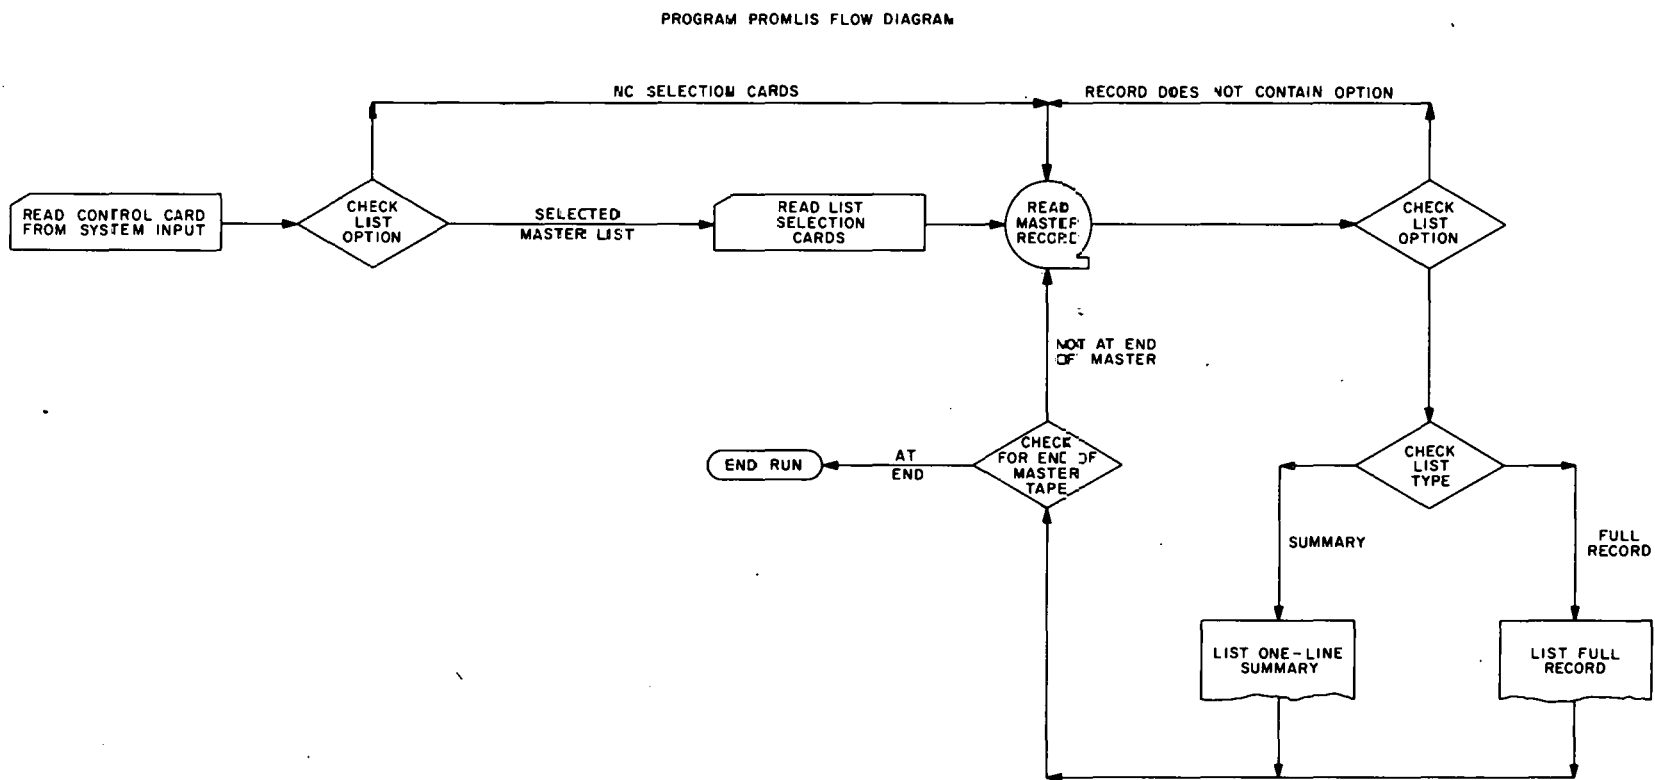 PROGRAM PROMLIS FLOW DIAGRAM
NC SELECTION CARDS
RECORD DOES NOT CONTAIN OPTION
READ CONTROL CARD
FROM SYSTEM INPUT
CHECK
LIST
OPTION
SELECTED
MASTER LIST
READ LIST
SELECTION
CARDS
READ
MASTER
RECORD
CHECK
LIST
OPTION
NOT AT END
OF MASTER
END RUN
AT
END
CHECK
FOR END OF
MASTER
TAPE
CHECK
LIST
TYPE
SUMMARY
FULL
RECORD
LIST ONE-LINE
SUMMARY
LIST FULL
RECORD